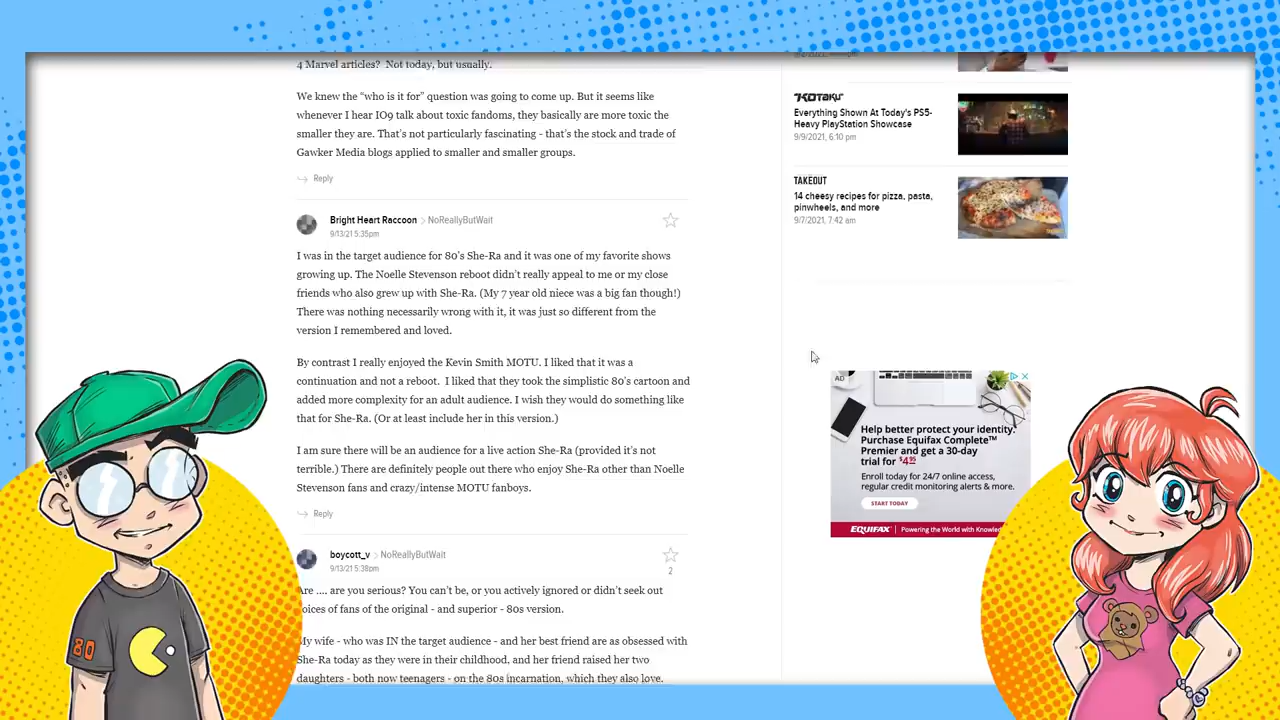 4 Marvel articles? Not today, but usually.
We knew the “who is it for” question was going to come up. But it seems like
whenever I hear IO9 talk about toxic fandoms, they basically are more toxic the
smaller they are. That’s not particularly fascinating - that’s the stock and trade of
Gawker Media blogs applied to smaller and smaller groups.
Reply
Bright Heart Raccoon > NoReallyButWait
9/13/21 5:35pm
I was in the target audience for 80’s She-Ra and it was one of my favorite shows
growing up. The Noelle Stevenson reboot didn’t really appeal to me or my close
friends who also grew up with She-Ra. (My 7 year old niece was a big fan though!)
There was nothing necessarily wrong with it, it was just so different from the
version I remembered and loved.
By contrast I really enjoyed the Kevin Smith MOTU. I liked that it was a
continuation and not a reboot. I liked that they took the simplistic 80’s cartoon and
added more complexity for an adult audience. I wish they would do something like
that for She-Ra. (Or at least include her in this version.)
I am sure there will be an audience for a live action She-Ra (provided it’s not
terrible.) There are definitely people out there who enjoy She-Ra other than Noelle
Stevenson fans and crazy/intense MOTU fanboys.
Reply
boycott_v > NoReallyButWait
9/13/21 5:38pm
2
Are .... are you serious? You can’t be, or you actively ignored or didn’t seek out
voices of fans of the original - and superior - 80s version.
My wife - who was IN the target audience - and her best friend are as obsessed with
She-Ra today as they were in their childhood, and her friend raised her two
daughters - both now teenagers - on the 80s incarnation, which they also love.
KOTAKU
Everything Shown At Today's PS5-
Heavy PlayStation Showcase
9/9/2021, 6:10 pm
TAKEOUT
14 cheesy recipes for pizza, pasta,
pinwheels, and more
9/7/2021, 7:42 am
AD
Help better protect your identity.
Purchase Equifax Complete™
Premier and get a 30-day
trial for $4.95
Enroll today for 24/7 online access,
regular credit monitoring alerts & more.
START TODAY
EQUIFAX | Powering the World with
80